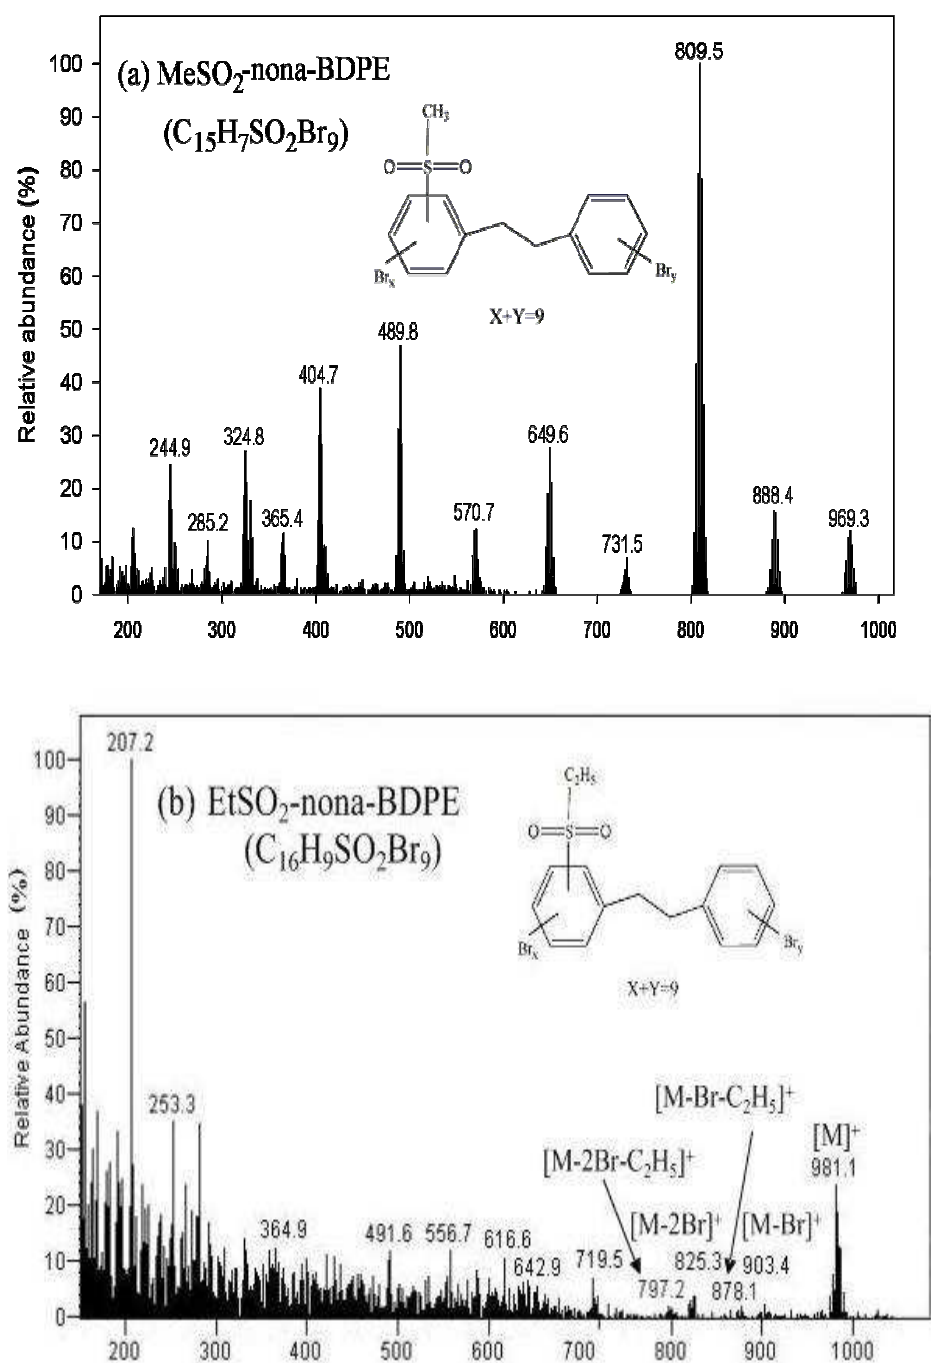 (a) MeSO2-nona-BDPE
(C15H7SO2Br9)
Relative abundance (%)
100
90
80
70
60
50
40
30
20
10
0
809.5
489.8
404.7
324.8
244.9
285.2
365.4
570.7
649.6
731.5
888.4
969.3
CH3
O=S=O
Brx
Bry
X+Y=9
200 300 400 500 600 700 800 900 1000
(b) EtSO2-nona-BDPE
(C16H9SO2Br9)
Relative Abundance (%)
100
90
80
70
60
50
40
30
20
10
0
207.2
253.3
364.9
491.6
556.7
616.6
642.9
719.5
C2H5
O=S=O
Brx
Bry
X+Y=9
[M-Br-C2H5]+
[M]+
981.1
[M-2Br-C2H5]+
[M-2Br]+ [M-Br]+
825.3 903.4
797.2 878.1
200 300 400 500 600 700 800 900 1000